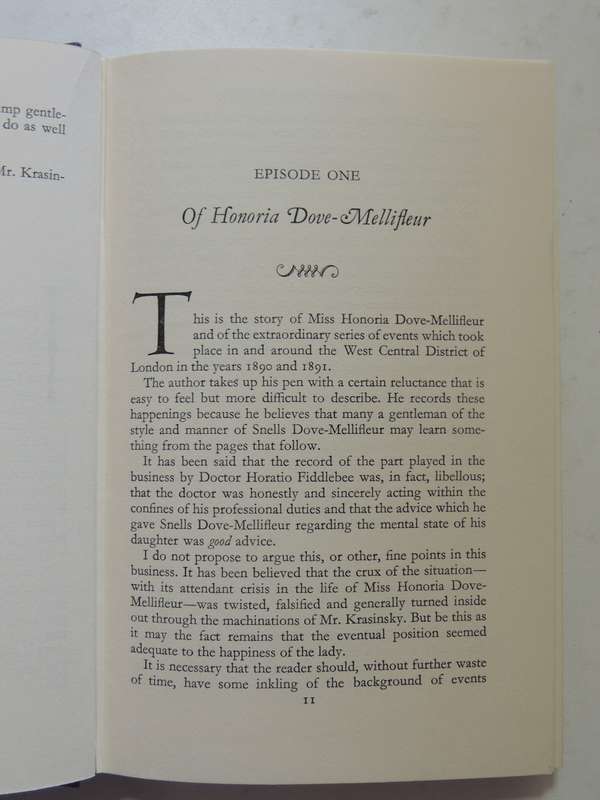 mp gentle-
do as well
Mr. Krasin-
EPISODE ONE
Of Honoria Dove-Mellifleur
This is the story of Miss Honoria Dove-Mellifleur
and of the extraordinary series of events which took
place in and around the West Central District of
London in the years 1890 and 1891.
The author takes up his pen with a certain reluctance that is
easy to feel but more difficult to describe. He records these
happenings because he believes that many a gentleman of the
style and manner of Snells Dove-Mellifleur may learn some-
thing from the pages that follow.
It has been said that the record of the part played in the
business by Doctor Horatio Fiddlebee was, in fact, libellous;
that the doctor was honestly and sincerely acting within the
confines of his professional duties and that the advice which he
gave Snells Dove-Mellifleur regarding the mental state of his
daughter was good advice.
I do not propose to argue this, or other, fine points in this
business. It has been believed that the crux of the situation—
with its attendant crisis in the life of Miss Honoria Dove-
Mellifleur—was twisted, falsified and generally turned inside
out through the machinations of Mr. Krasinsky. But be this as
it may the fact remains that the eventual position seemed
adequate to the happiness of the lady.
It is necessary that the reader should, without further waste
of time, have some inkling of the background of events
11